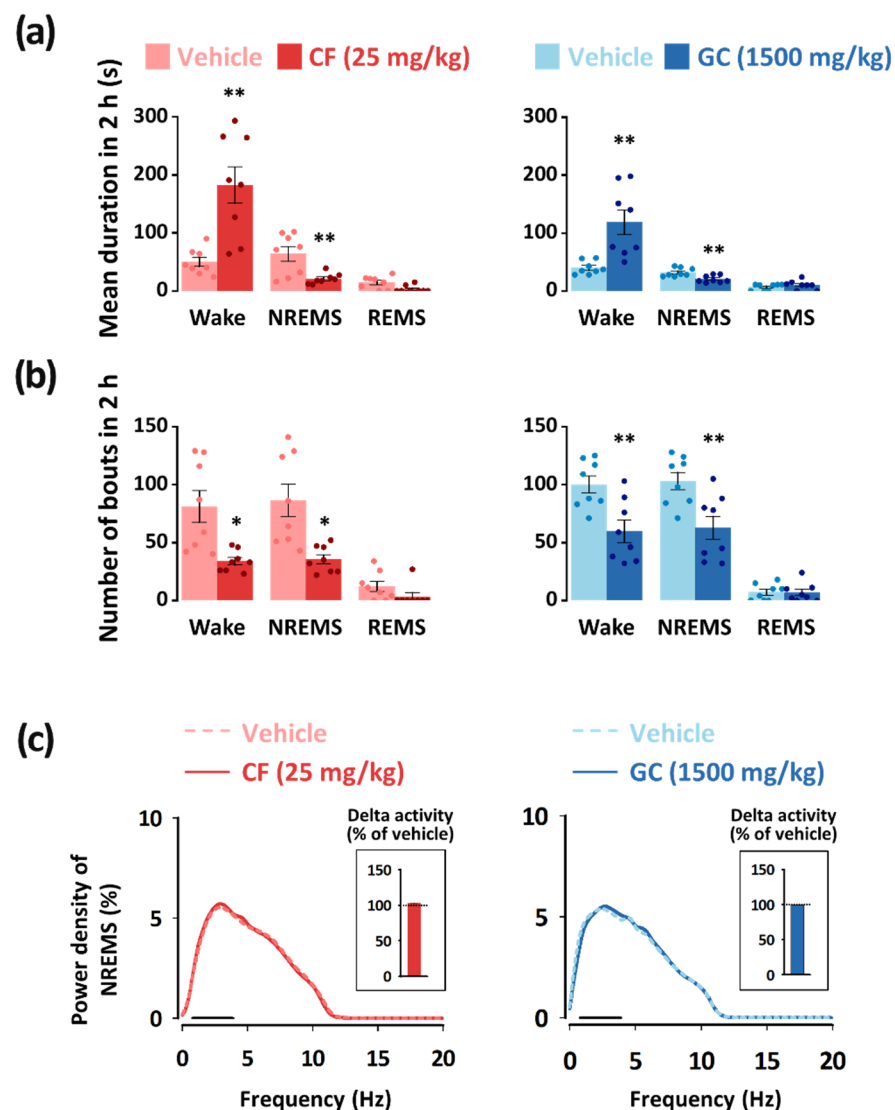 (a)
Vehicle CF (25 mg/kg) Vehicle GC (1500 mg/kg)
Mean duration in 2 h (s)
300
200
100
0
**
**
Wake NREMS REMS
300
200
100
0
**
**
Wake NREMS REMS
(b)
Number of bouts in 2 h
150
100
50
0
*
*
Wake NREMS REMS
150
100
50
0
**
**
Wake NREMS REMS
(c)
Vehicle
CF (25 mg/kg)
Power density of
NREMS (%)
10
5
0
Delta activity
(% of vehicle)
150
100
50
0
0 5 10 15 20
Frequency (Hz)
Vehicle
GC (1500 mg/kg)
10
5
0
Delta activity
(% of vehicle)
150
100
50
0
0 5 10 15 20
Frequency (Hz)